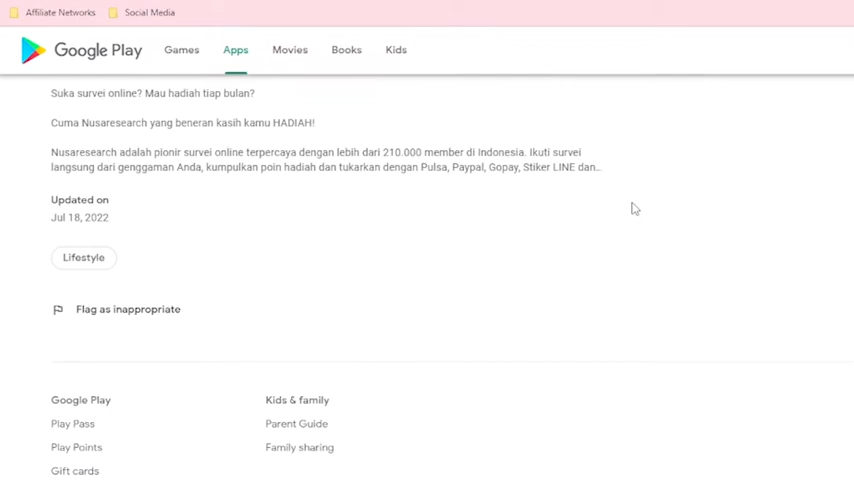 Affiliate Networks Social Media
Google Play Games Apps Movies Books Kids
Suka survei online? Mau hadiah tiap bulan?
Cuma Nusaresearch yang beneran kasih kamu HADIAH!
Nusaresearch adalah pionir survei online terpercaya dengan lebih dari 210.000 member di Indonesia. Ikuti survei
langsung dari genggaman Anda, kumpulkan poin hadiah dan tukarkan dengan Pulsa, Paypal, Gopay, Stiker LINE dan...
Updated on
Jul 18, 2022
Lifestyle
Flag as inappropriate
Google Play
Play Pass
Play Points
Gift cards
Kids & family
Parent Guide
Family sharing